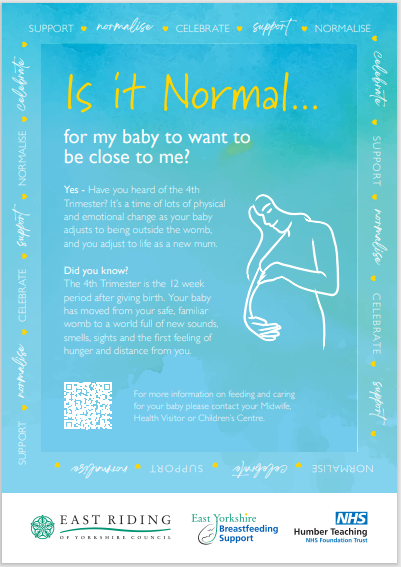 SUPPORT normalise CELEBRATE support NORMALISE
celebrate SUPPORT normalise CELEBRATE support
SUPPORT normalise CELEBRATE support NORMALISE celebrate
Is it Normal...
for my baby to want to
be close to me?
Yes - Have you heard of the 4th
Trimester? It's a time of lots of physical
and emotional change as your baby
adjusts to being outside the womb,
and you adjust to life as a new mum.
Did you know?
The 4th Trimester is the 12 week
period after giving birth. Your baby
has moved from your safe, familiar
womb to a world full of new sounds,
smells, sights and the first feeling of
hunger and distance from you.
For more information on feeding and caring
for your baby please contact your Midwife,
Health Visitor or Children's Centre.
NORMALISE celebrate SUPPORT normalise
EAST RIDING
OF YORKSHIRE COUNCIL
East Yorkshire
Breastfeeding
Support
NHS
Humber Teaching
NHS Foundation Trust